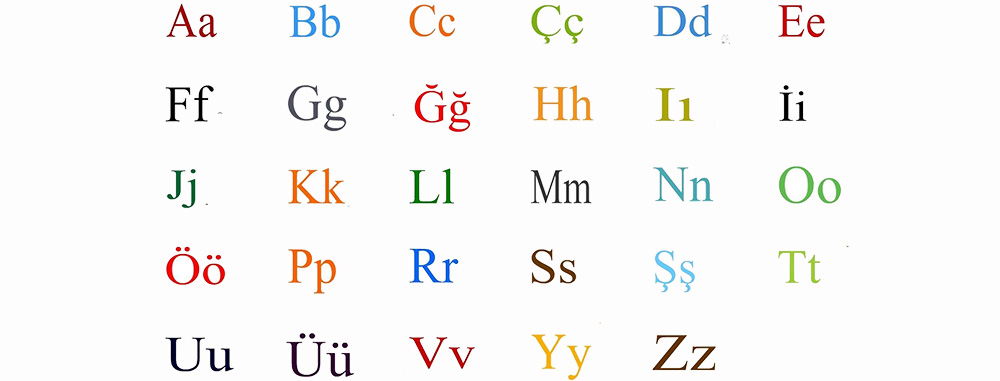 Aa Bb Cc Çç Dd Ee
Ff Gg Ğğ Hh Iı İi
Jj Kk Ll Mm Nn Oo
Öö Pp Rr Ss Şş Tt
Uu Üü Vv Yy Zz